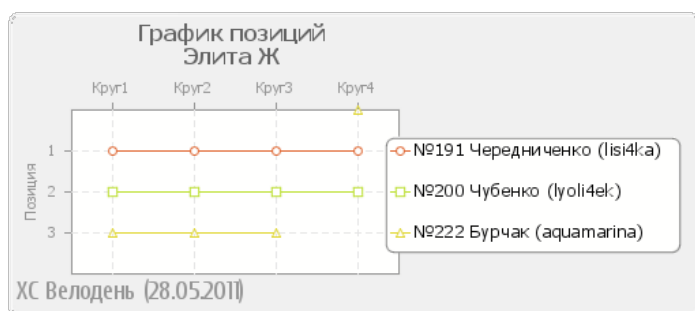 График позиций
Элита Ж
Круг1 Круг2 Круг3 Круг4
Позиция
1
2
3
№191 Чередниченко (lisi4ka)
№200 Чубенко (lyoli4ek)
№222 Бурчак (aquamarina)
ХС Велодень (28.05.2011)